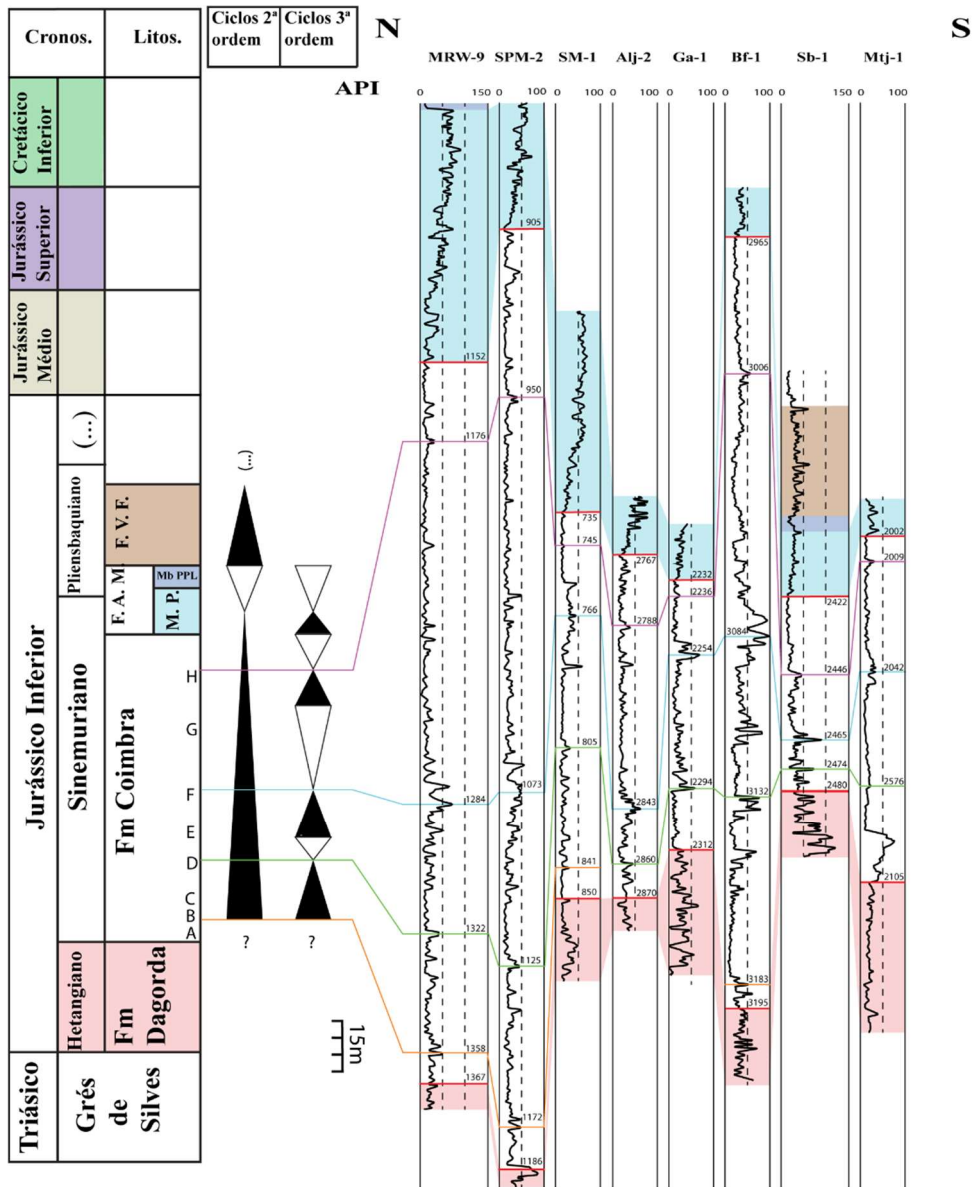 Cronos.
Litos.
Ciclos 2ª
ordem
Ciclos 3ª
ordem
N
S
MRW-9
SPM-2
SM-1
Alj-2
Ga-1
Bf-1
Sb-1
Mtj-1
API
0 150
0 100
0 100
0 100
0 100
0 100
0 150
0 100
Cretácico
Inferior
Jurássico
Superior
Jurássico
Médio
Jurássico Inferior
(...)
Pliensbaquiano
Sinemuriano
Hetangiano
Triásico
F. V. F.
F. A. M.
Mb PPL
M. P.
Fm Coimbra
Fm
Dagorda
Grés
de
Silves
H
G
F
E
D
C
B
A
(...)
?
?
15m
1152
1176
1284
1322
1358
1367
905
950
1073
1125
1172
1186
735
745
766
805
841
850
2767
2788
2843
2860
2870
2232
2236
2254
2294
2312
2965
3006
3084
3132
3183
3195
2422
2446
2465
2474
2480
2002
2009
2042
2576
2105